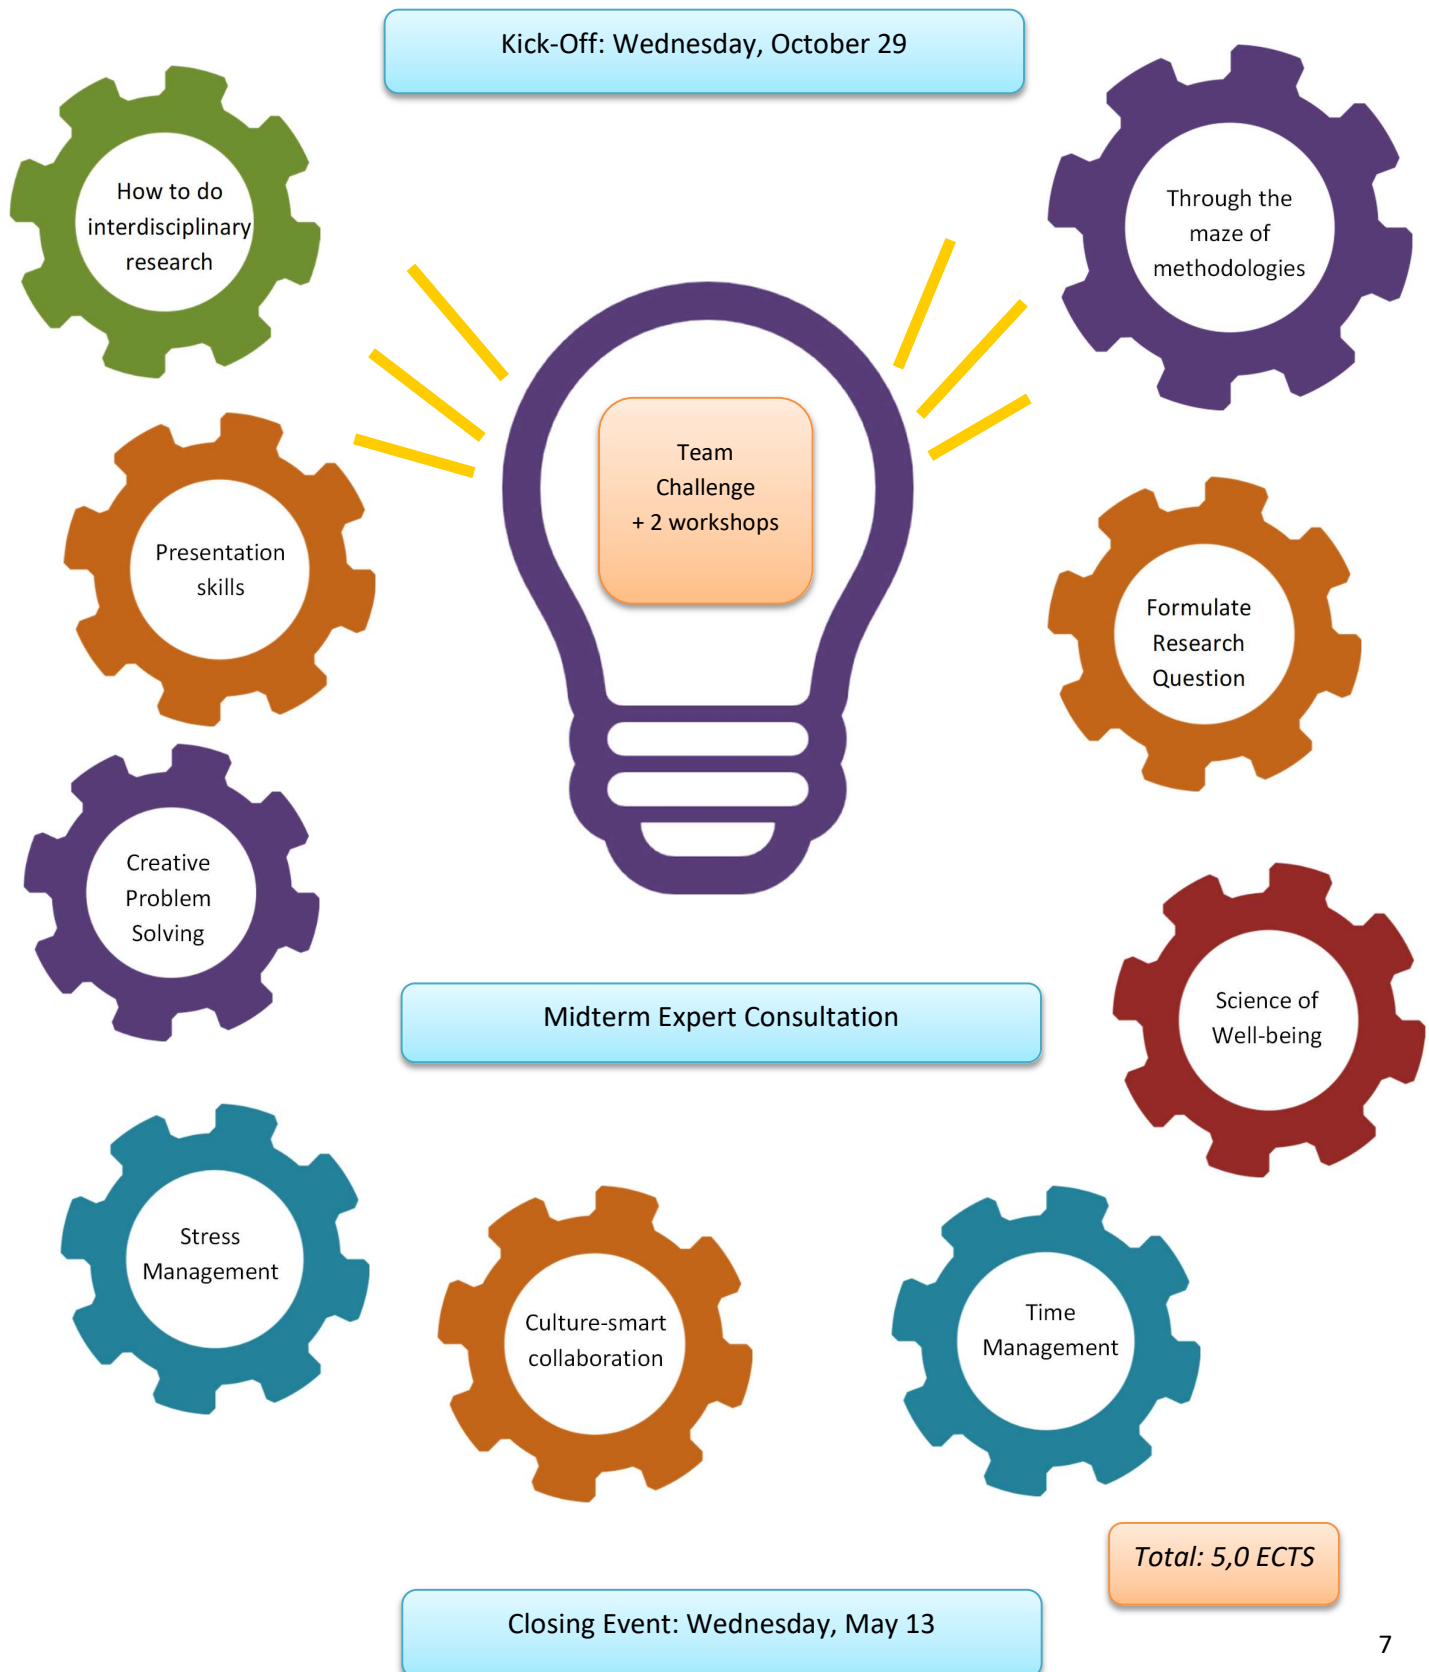 Kick-Off: Wednesday, October 29
How to do
interdisciplinary
research
Through the
maze of
methodologies
Team
Challenge
+ 2 workshops
Presentation
skills
Formulate
Research
Question
Creative
Problem
Solving
Science of
Well-being
Midterm Expert Consultation
Stress
Management
Culture-smart
collaboration
Time
Management
Total: 5,0 ECTS
Closing Event: Wednesday, May 13
7